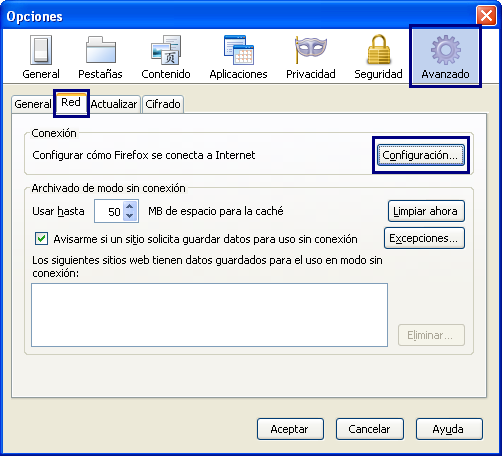 Opciones
General Pestañas Contenido Aplicaciones Privacidad Seguridad Avanzado
General Red Actualizar Cifrado
Conexión
Configurar cómo Firefox se conecta a Internet Configuración...
Archivado de modo sin conexión
Usar hasta 50 MB de espacio para la caché Limpiar ahora
Avisarme si un sitio solicita guardar datos para uso sin conexión Excepciones...
Los siguientes sitios web tienen datos guardados para el uso en modo sin
conexión:
Eliminar...
Aceptar Cancelar Ayuda